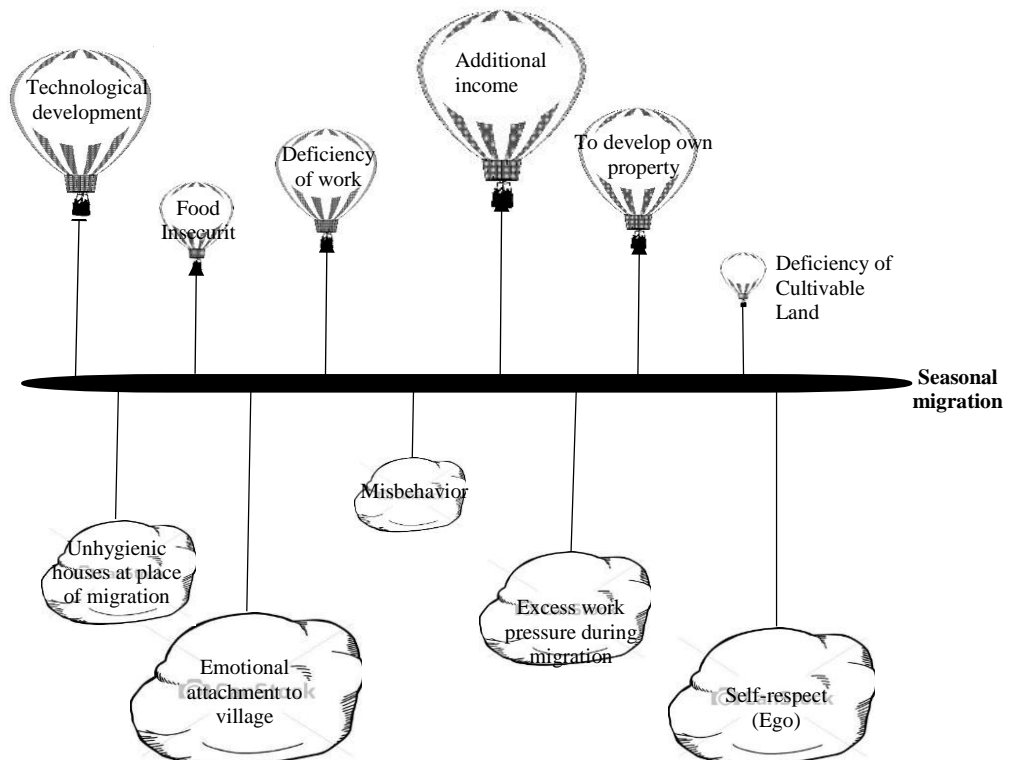 Technological
development
Food
Insecurit
Deficiency
of work
Additional
income
To develop own
property
Deficiency of
Cultivable
Land
Seasonal
migration
Unhygienic
houses at place
of migration
Emotional
attachment to
village
Misbehavior
Excess work
pressure during
migration
Self-respect
(Ego)